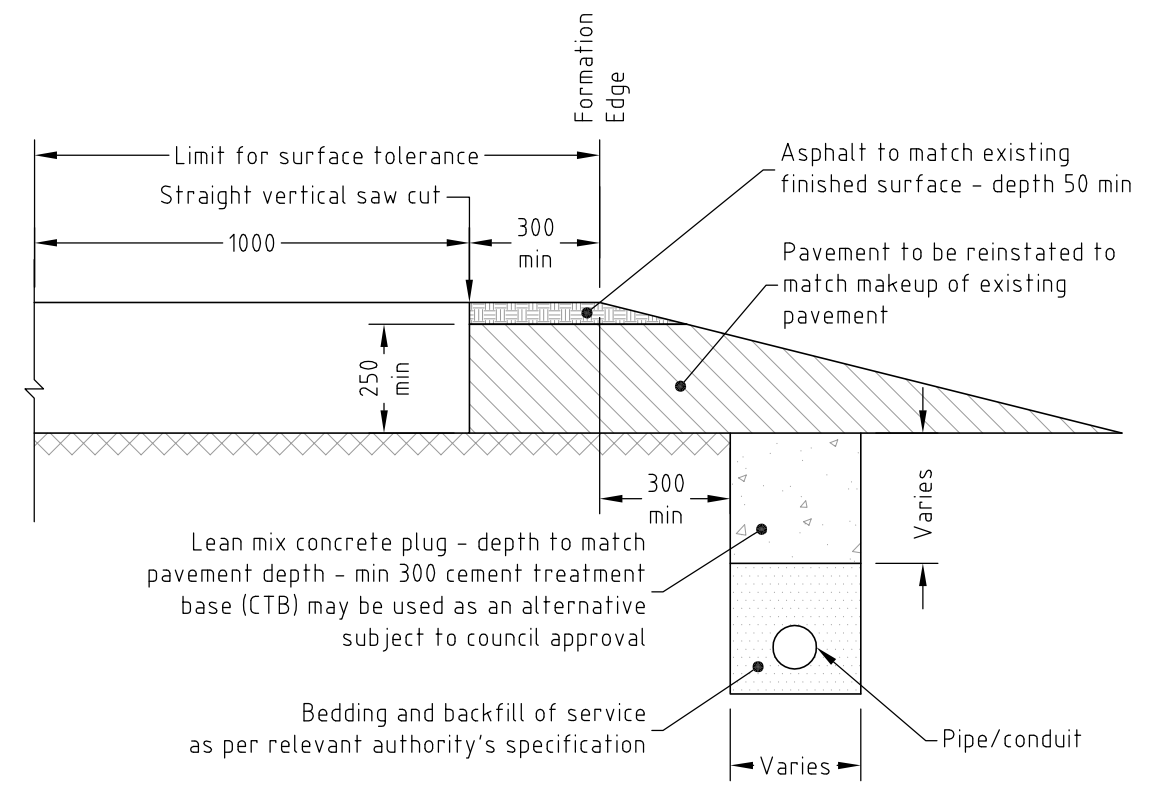 Formation
Edge
Limit for surface tolerance
Asphalt to match existing
finished surface - depth 50 min
Straight vertical saw cut
1000
300
min
Pavement to be reinstated to
match makeup of existing
pavement
250
min
300
min
Varies
Lean mix concrete plug - depth to match
pavement depth - min 300 cement treatment
base (CTB) may be used as an alternative
subject to council approval
Bedding and backfill of service
as per relevant authority's specification
Pipe/conduit
Varies